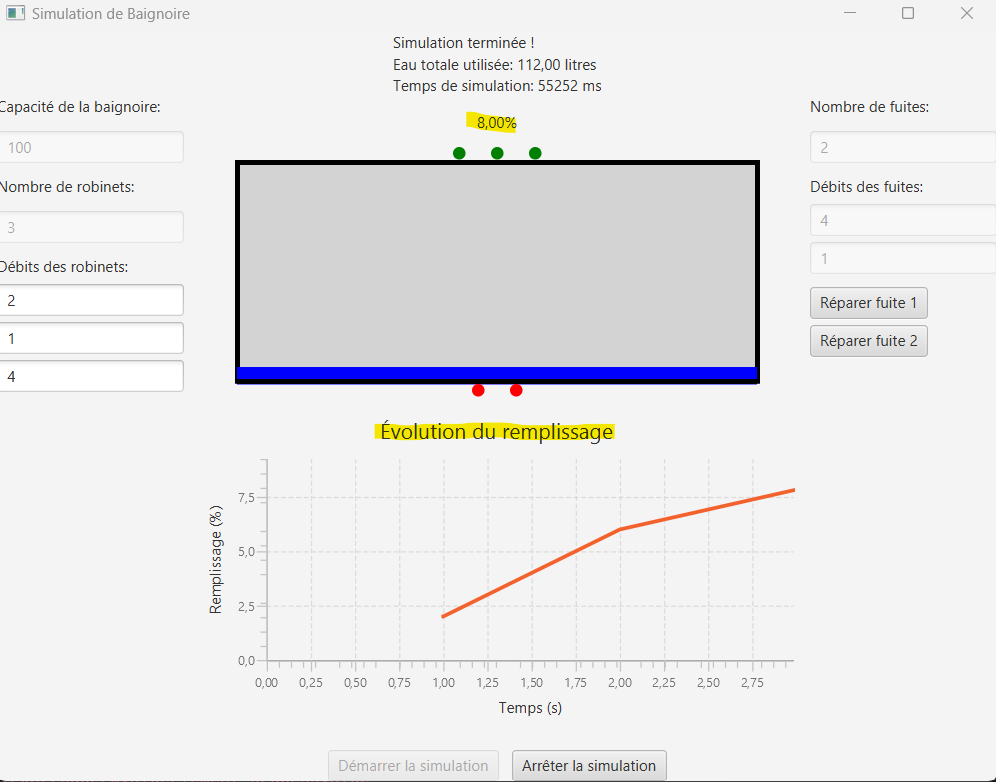 Simulation de Baignoire
Simulation terminée !
Eau totale utilisée: 112,00 litres
Temps de simulation: 55252 ms
Capacité de la baignoire:
100
Nombre de robinets:
3
Débits des robinets:
2
1
4
8,00%
Nombre de fuites:
2
Débits des fuites:
4
1
Réparer fuite 1
Réparer fuite 2
Évolution du remplissage
Remplissage (%)
7,5
5,0
2,5
0,0
0,00 0,25 0,50 0,75 1,00 1,25 1,50 1,75 2,00 2,25 2,50 2,75
Temps (s)
Démarrer la simulation
Arrêter la simulation